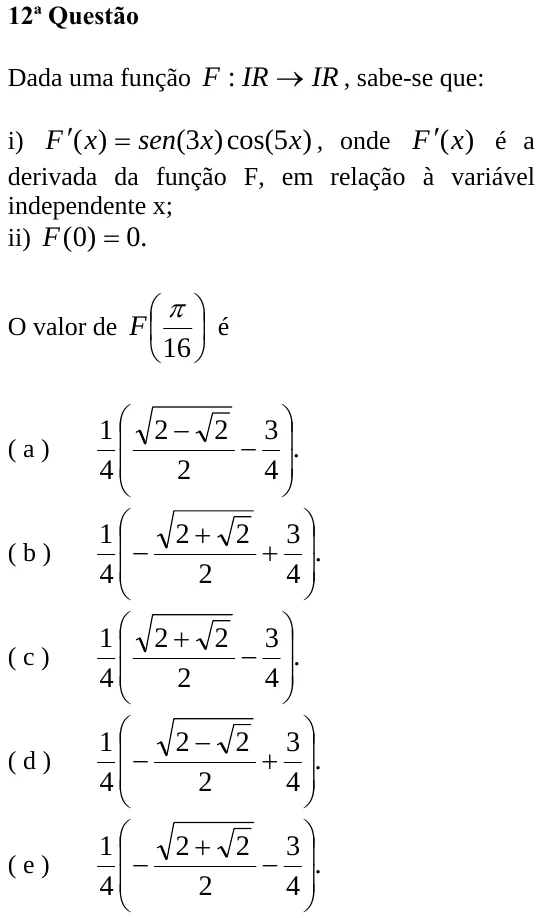 12ª Questão
Dada uma função F : IR → IR, sabe-se que:
i) F′(x) = sen(3x)cos(5x), onde F′(x) é a
derivada da função F, em relação à variável
independente x;
ii) F(0) = 0.
O valor de F(π/16) é
( a ) 1/4(√(2 − √2)/2 − 3/4).
( b ) 1/4(− √(2 + √2)/2 + 3/4).
( c ) 1/4(√(2 + √2)/2 − 3/4).
( d ) 1/4(− √(2 − √2)/2 + 3/4).
( e ) 1/4(− √(2 + √2)/2 − 3/4).